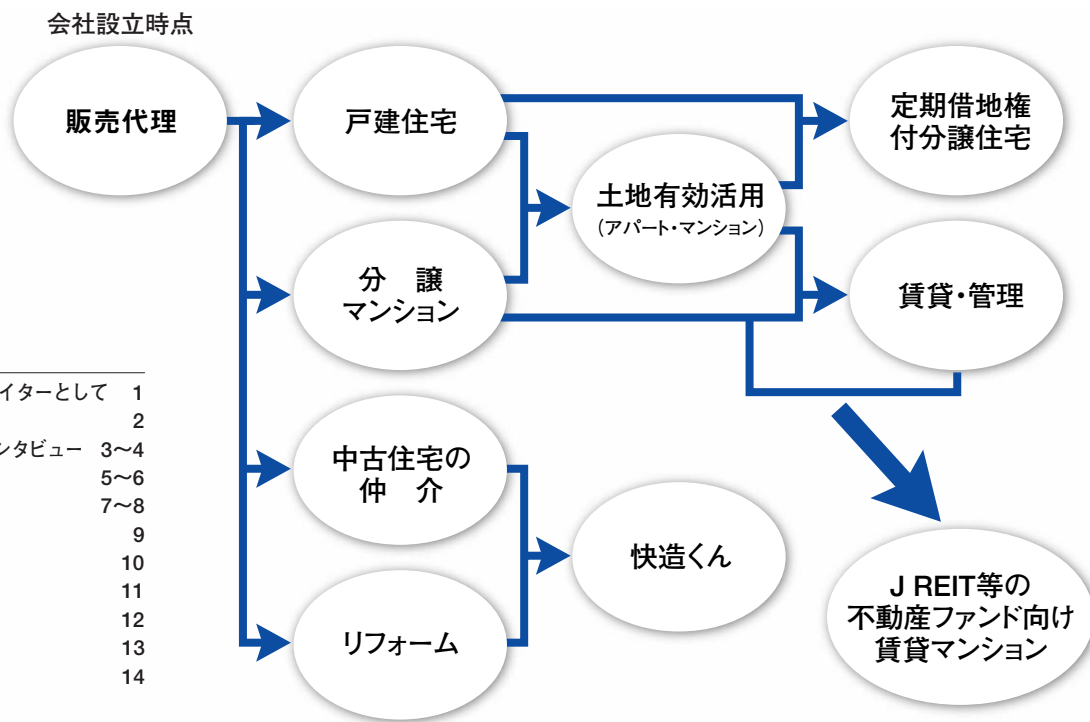 会社設立時点
販売代理
戸建住宅
分　譲
マンション
中古住宅の
仲　介
リフォーム
土地有効活用
(アパート・マンション)
快造くん
定期借地権
付分譲住宅
賃貸・管理
J REIT等の
不動産ファンド向け
賃貸マンション
イターとして 1
2
ンタビュー 3〜4
5〜6
7〜8
9
10
11
12
13
14